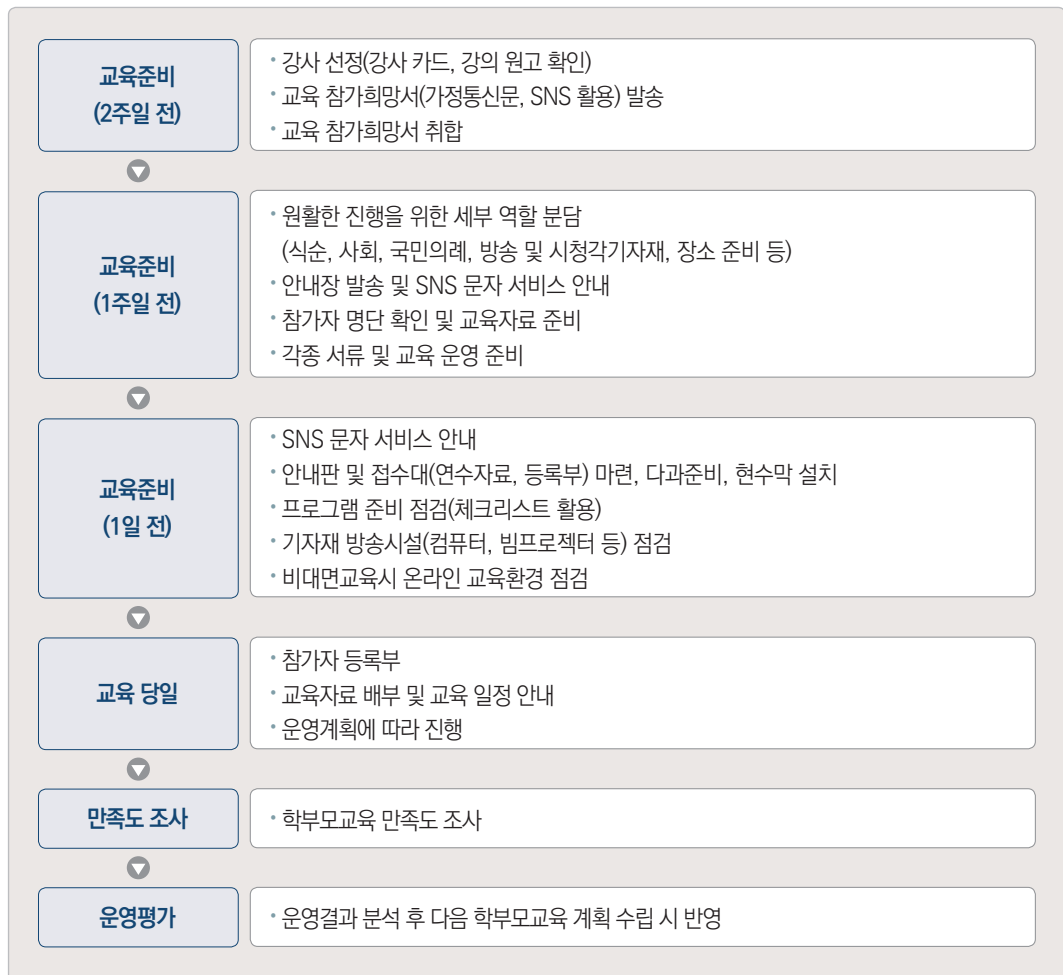 교육준비
(2주일 전)
• 강사 선정(강사 카드, 강의 원고 확인)
• 교육 참가희망서(가정통신문, SNS 활용) 발송
• 교육 참가희망서 취합
교육준비
(1주일 전)
• 원활한 진행을 위한 세부 역할 분담
(식순, 사회, 국민의례, 방송 및 시청각기자재, 장소 준비 등)
• 안내장 발송 및 SNS 문자 서비스 안내
• 참가자 명단 확인 및 교육자료 준비
• 각종 서류 및 교육 운영 준비
교육준비
(1일 전)
• SNS 문자 서비스 안내
• 안내판 및 접수대(연수자료, 등록부) 마련, 다과준비, 현수막 설치
• 프로그램 준비 점검(체크리스트 활용)
• 기자재 방송시설(컴퓨터, 빔프로젝터 등) 점검
• 비대면교육시 온라인 교육환경 점검
교육 당일
• 참가자 등록부
• 교육자료 배부 및 교육 일정 안내
• 운영계획에 따라 진행
만족도 조사
• 학부모교육 만족도 조사
운영평가
• 운영결과 분석 후 다음 학부모교육 계획 수립 시 반영